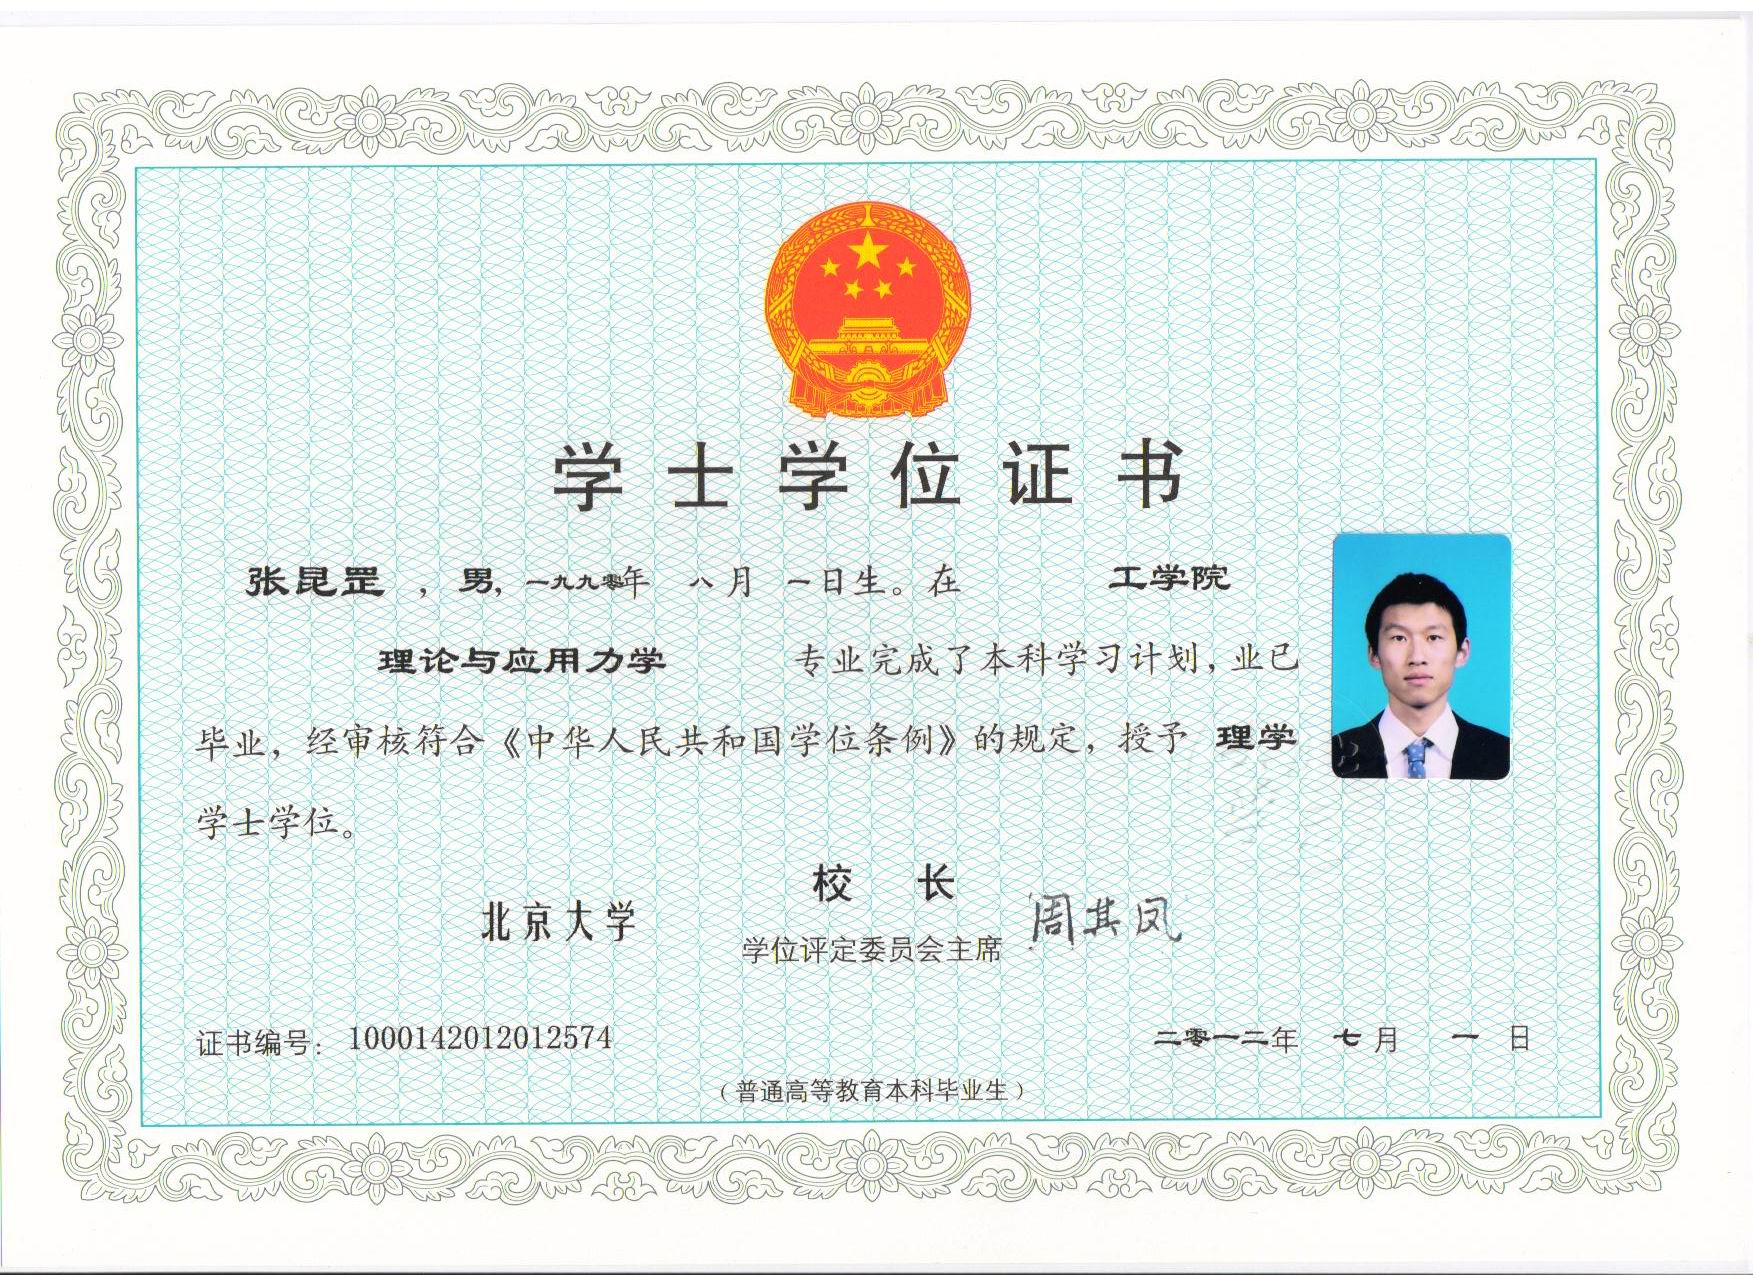 学士学位证书
张昆罡，男，一九九零年 八月 一日生。在 工学院
理论与应用力学 专业完成了本科学习计划，业已
毕业，经审核符合《中华人民共和国学位条例》的规定，授予 理学
学士学位。
北京大学
校 长
学位评定委员会主席
周其凤
证书编号：1000142012012574
二零一二年 七月 一 日
（普通高等教育本科毕业生）